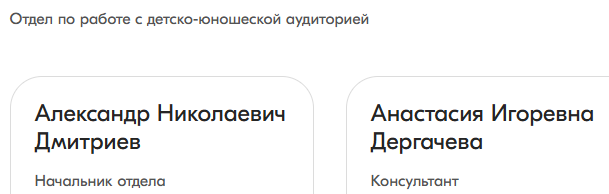 Отдел по работе с детско-юношеской аудиторией
Александр Николаевич
Дмитриев
Начальник отдела
Анастасия Игоревна
Дергачева
Консультант